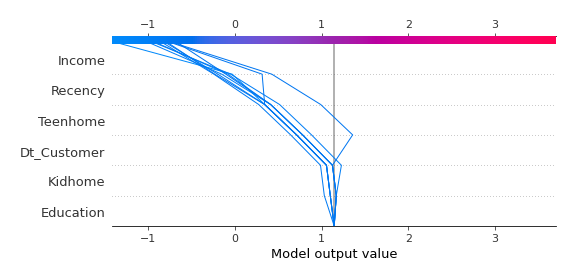 −1 0 1 2 3
Income
Recency
Teenhome
Dt_Customer
Kidhome
Education
−1 0 1 2 3
Model output value